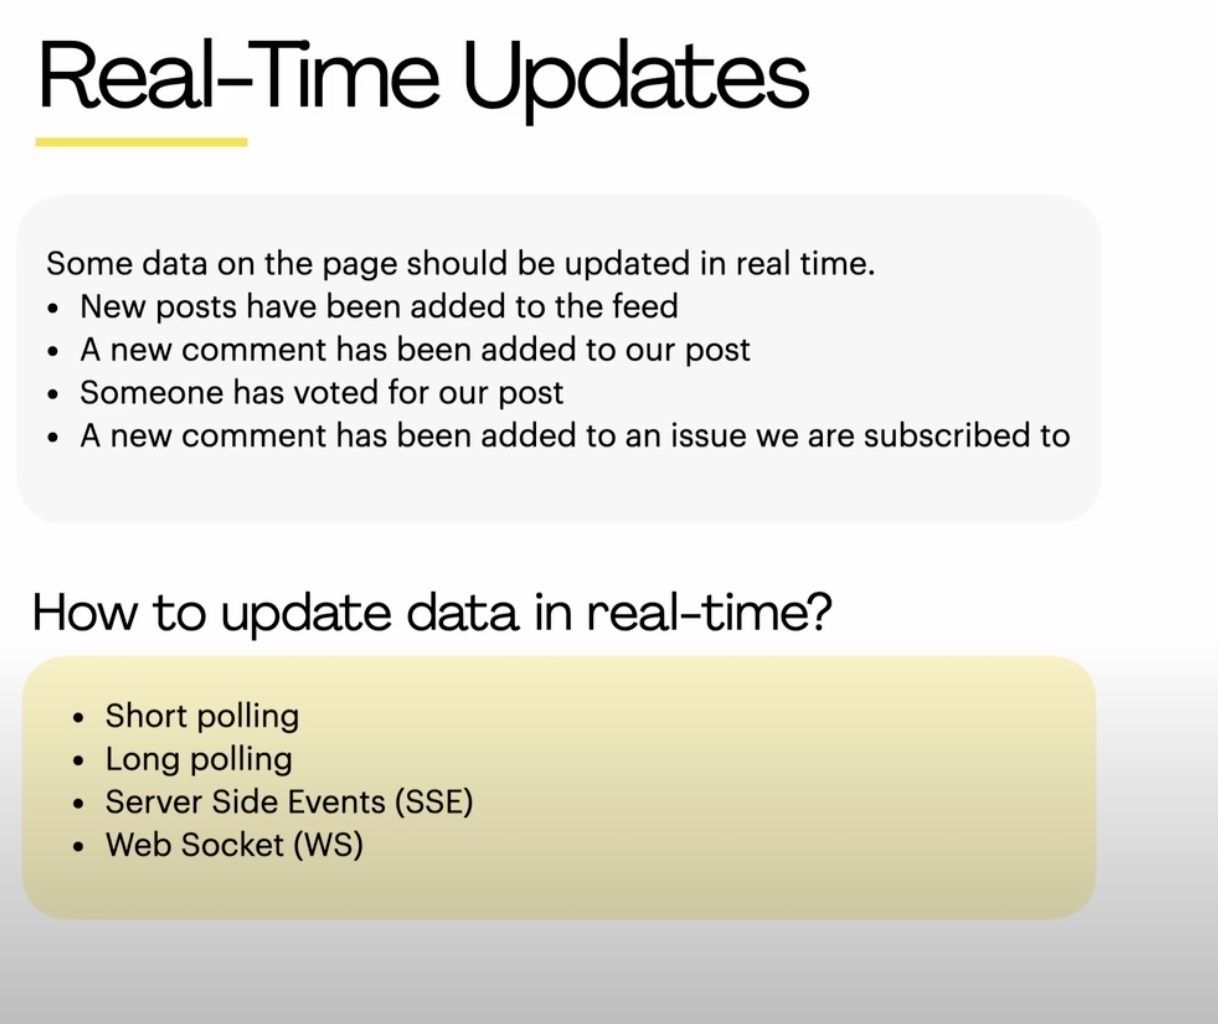 Real-Time Updates
Some data on the page should be updated in real time.
• New posts have been added to the feed
• A new comment has been added to our post
• Someone has voted for our post
• A new comment has been added to an issue we are subscribed to
How to update data in real-time?
• Short polling
• Long polling
• Server Side Events (SSE)
• Web Socket (WS)